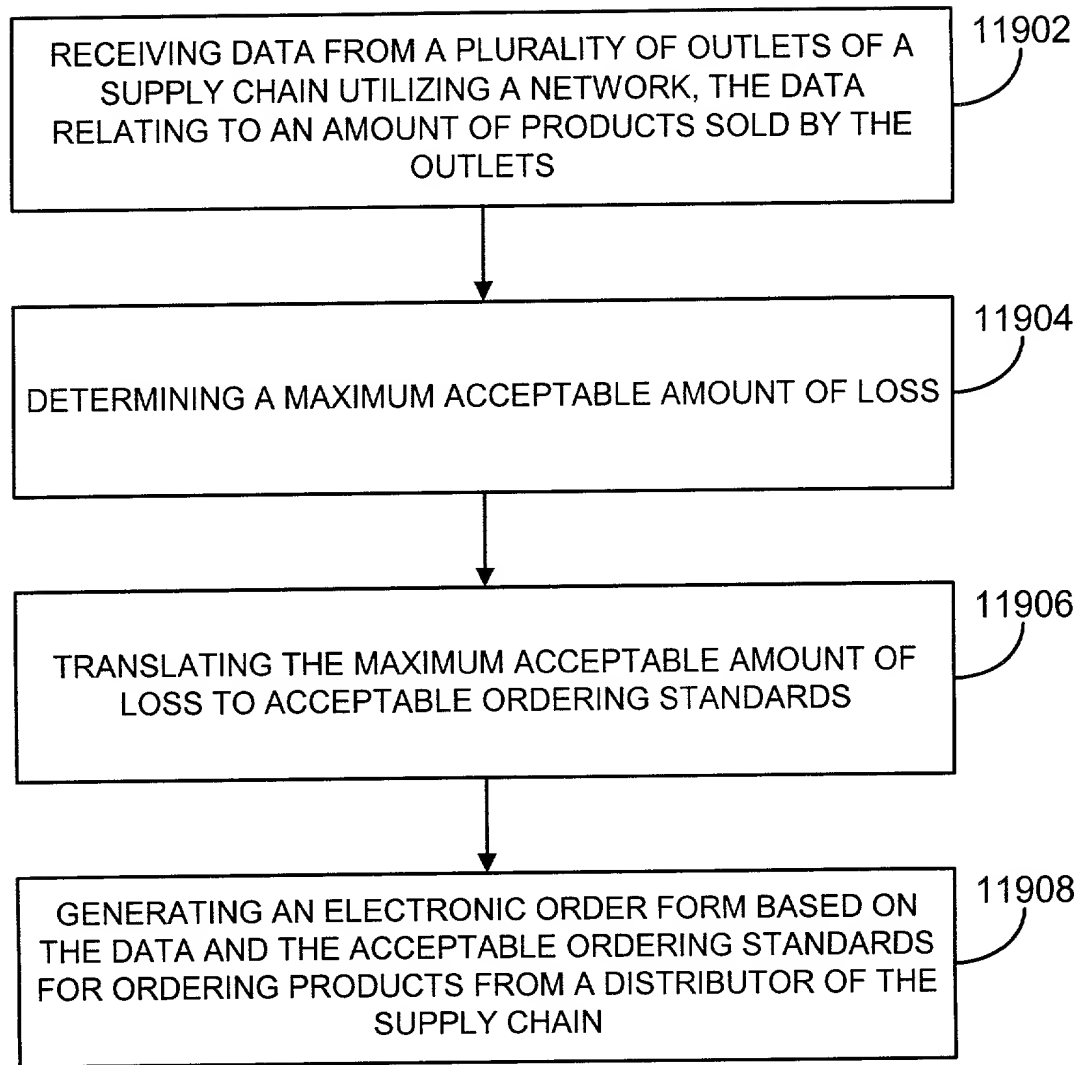 RECEIVING DATA FROM A PLURALITY OF OUTLETS OF A
SUPPLY CHAIN UTILIZING A NETWORK, THE DATA
RELATING TO AN AMOUNT OF PRODUCTS SOLD BY THE
OUTLETS
11902
DETERMINING A MAXIMUM ACCEPTABLE AMOUNT OF LOSS
11904
TRANSLATING THE MAXIMUM ACCEPTABLE AMOUNT OF
LOSS TO ACCEPTABLE ORDERING STANDARDS
11906
GENERATING AN ELECTRONIC ORDER FORM BASED ON
THE DATA AND THE ACCEPTABLE ORDERING STANDARDS
FOR ORDERING PRODUCTS FROM A DISTRIBUTOR OF THE
SUPPLY CHAIN
11908